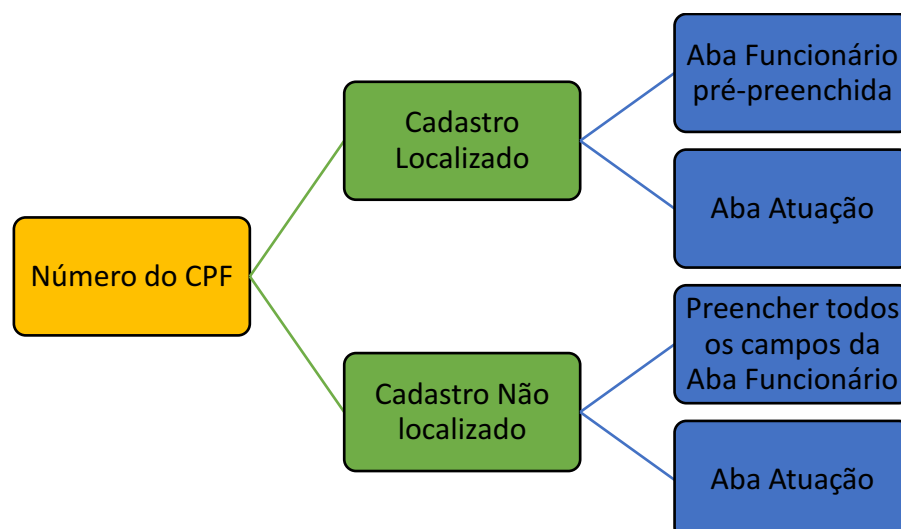 Número do CPF
Cadastro
Localizado
Aba Funcionário
pré-preenchida
Aba Atuação
Cadastro Não
localizado
Preencher todos
os campos da
Aba Funcionário
Aba Atuação